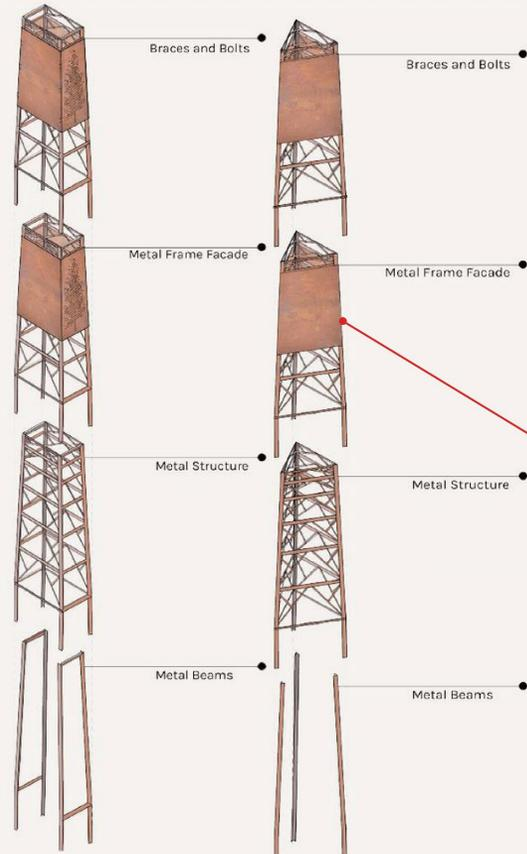 Braces and Bolts
Braces and Bolts
Metal Frame Facade
Metal Frame Facade
Metal Structure
Metal Structure
Metal Beams
Metal Beams